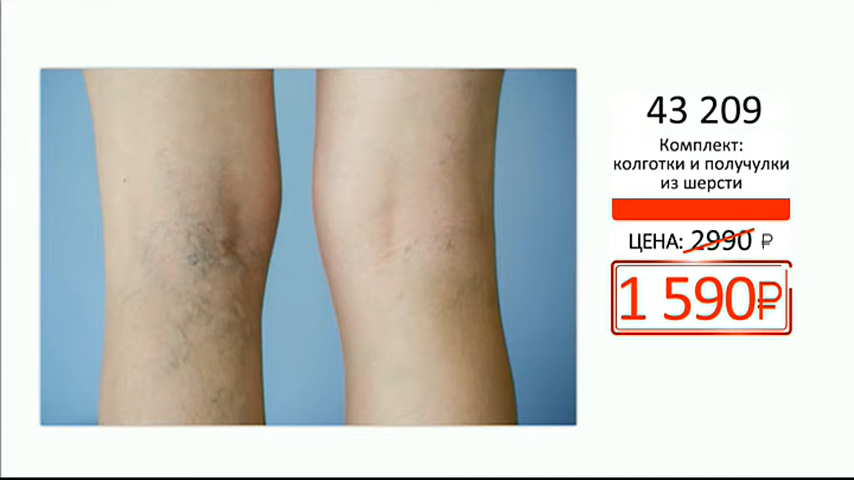 43 209
Комплект:
колготки и получулки
из шерсти
ЦЕНА: 2990 ₽
1 590₽